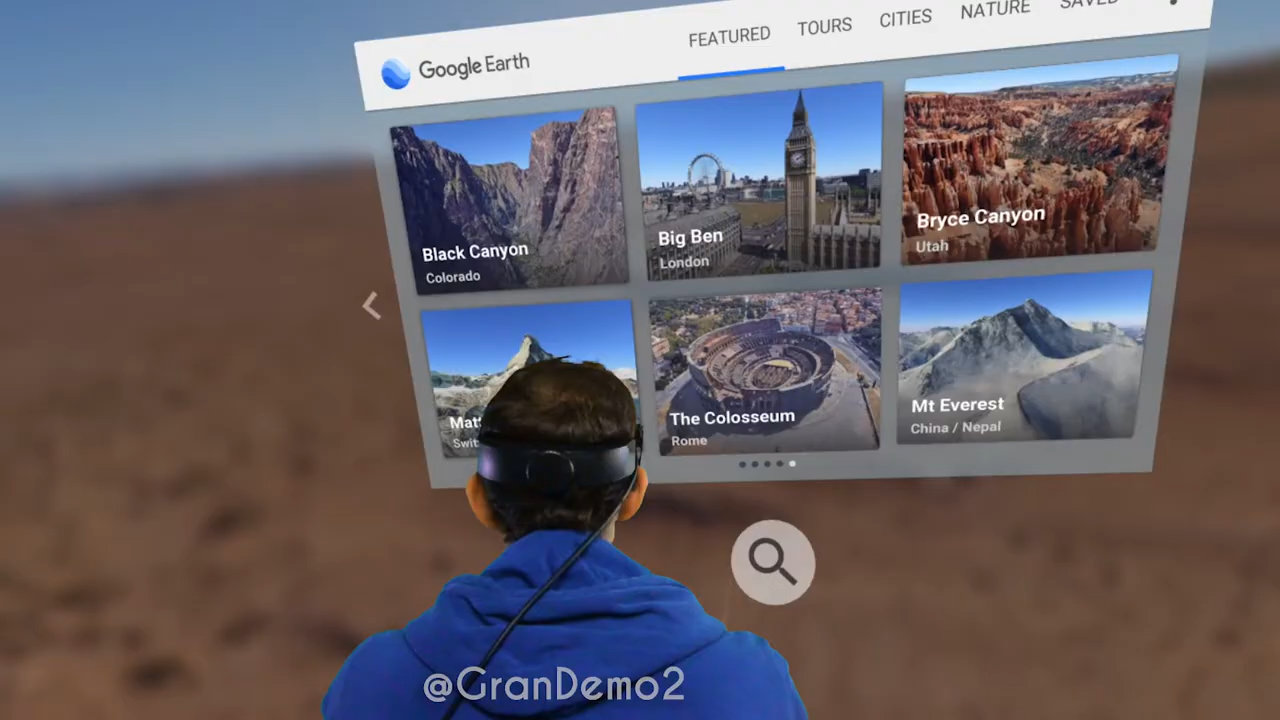 Google Earth
FEATURED
TOURS
CITIES
NATURE
SAVED
Black Canyon
Colorado
Big Ben
London
Bryce Canyon
Utah
The Colosseum
Rome
Mt Everest
China / Nepal
@GranDemo2